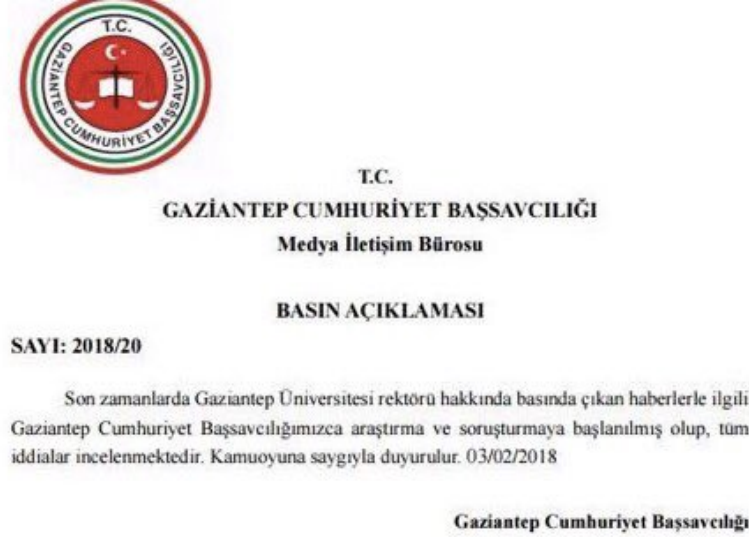 T.C.
GAZİANTEP CUMHURİYET BAŞSAVCILIĞI
T.C.
GAZİANTEP CUMHURİYET BAŞSAVCILIĞI
Medya İletişim Bürosu
BASIN AÇIKLAMASI
SAYI: 2018/20
Son zamanlarda Gaziantep Üniversitesi rektörü hakkında basında çıkan haberlerle ilgili
Gaziantep Cumhuriyet Başsavcılığımızca araştırma ve soruşturmaya başlanılmış olup, tüm
iddialar incelenmektedir. Kamuoyuna saygıyla duyurulur. 03/02/2018
Gaziantep Cumhuriyet Başsavcılığı